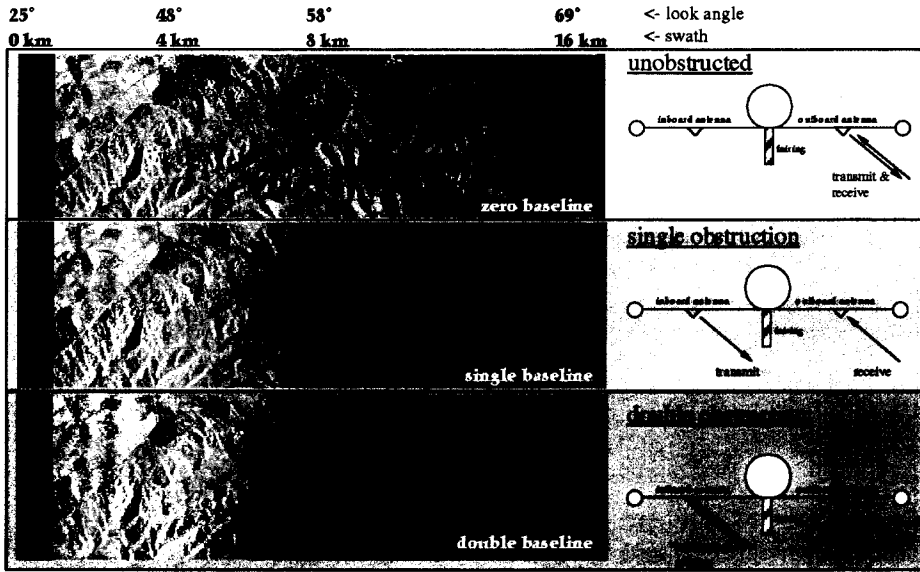 25° 48° 58° 69° <- look angle
0 km 4 km 8 km 16 km <- swath
unobstructed
inboard antenna outboard antenna
fairing
transmit &
receive
zero baseline
single obstruction
inboard antenna outboard antenna
fairing
transmit receive
single baseline
double
double baseline